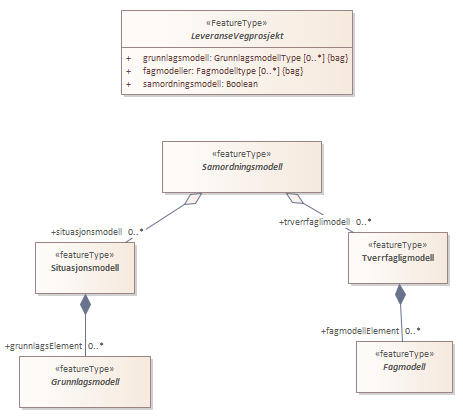 «FeatureType»
LeveranseVegprosjekt
+ grunnlagsmodell: GrunnlagsmodellType [0..*] {bag}
+ fagmodeller: Fagmodelltype [0..*] {bag}
+ samordningsmodell: Boolean
«featureType»
Samordningsmodell
+situasjonsmodell 0..*
+trverrfaglimodell 0..*
«featureType»
Situasjonsmodell
«featureType»
Tverrfagligmodell
+grunnlagsElement 0..*
+fagmodellElement 0..*
«featureType»
Grunnlagsmodell
«featureType»
Fagmodell